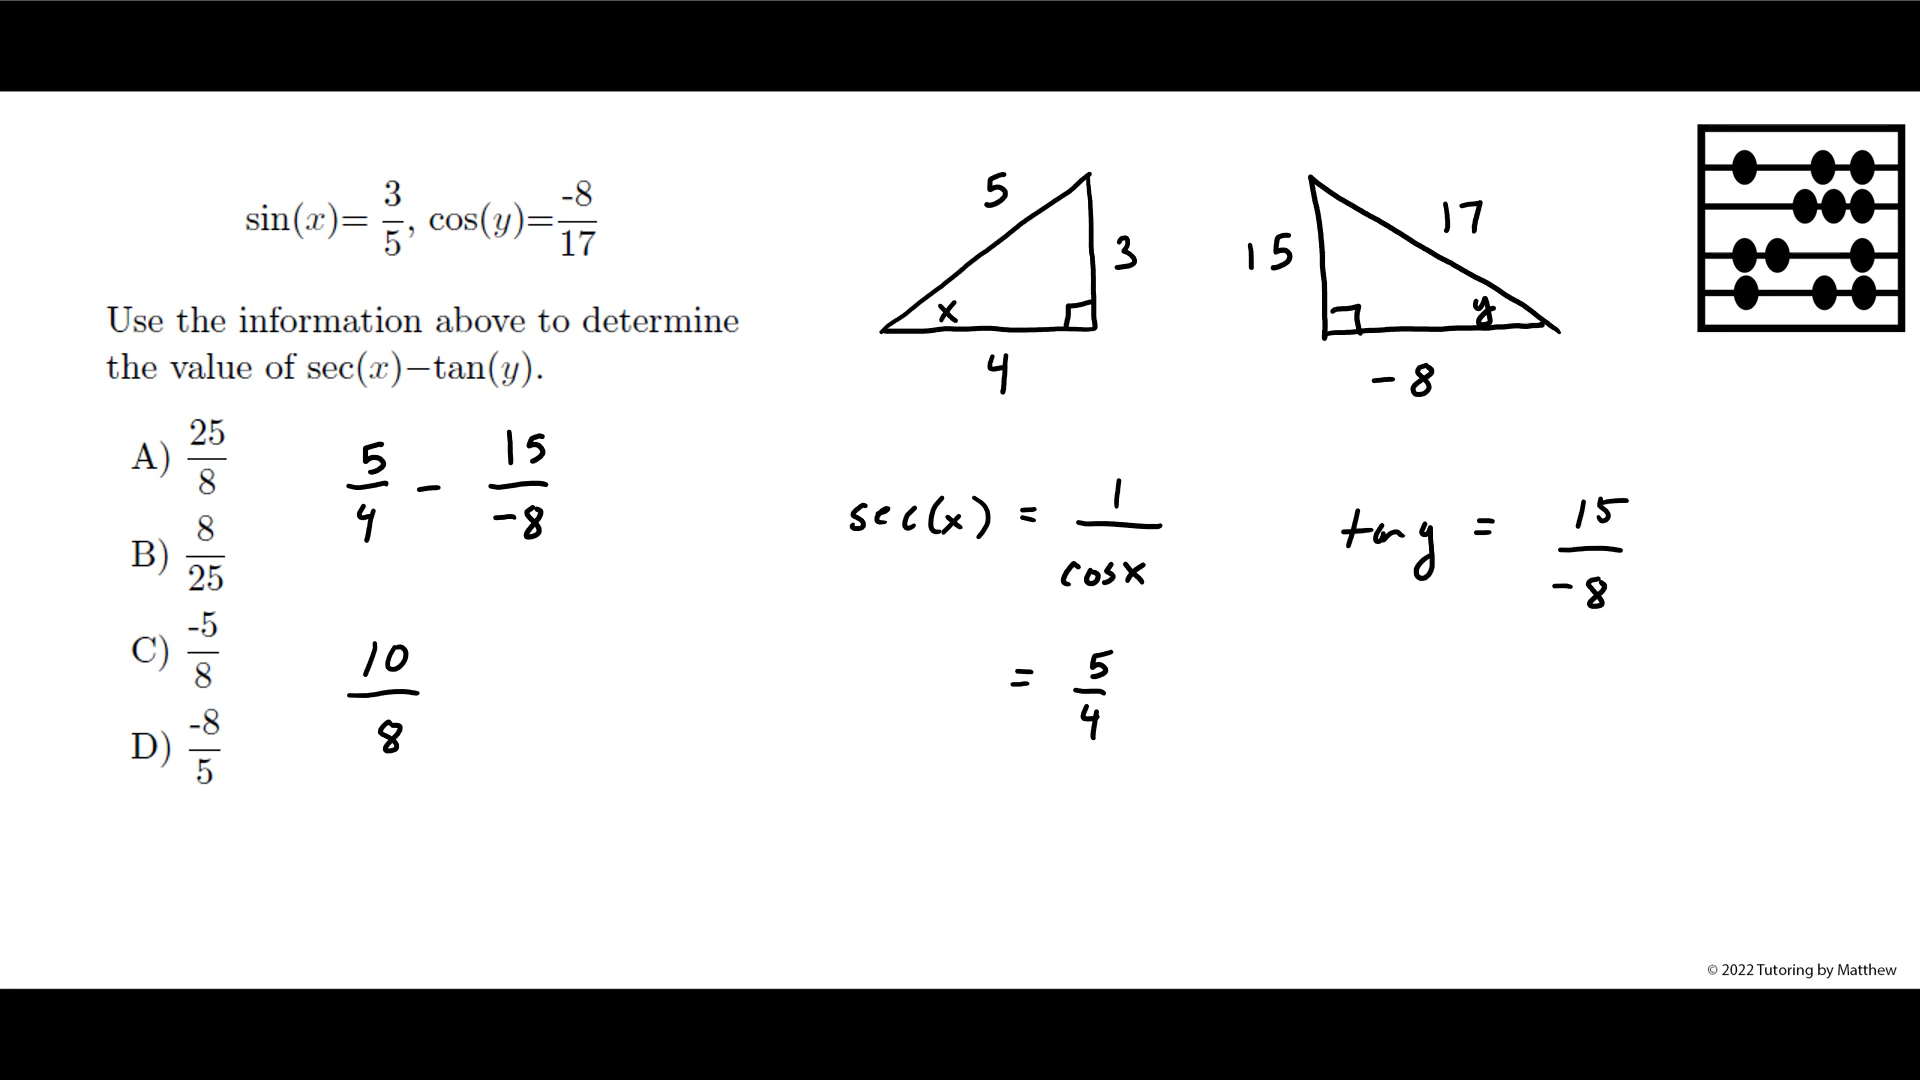 sin(x)= 3/5, cos(y)= -8/17
Use the information above to determine
the value of sec(x)−tan(y).
A) 25/8
B) 8/25
C) -5/8
D) -8/5
5/4 - 15/-8
10/8
5
3
x
4
15
17
y
-8
sec(x) = 1/cosx
= 5/4
tan y = 15/-8
© 2022 Tutoring by Matthew